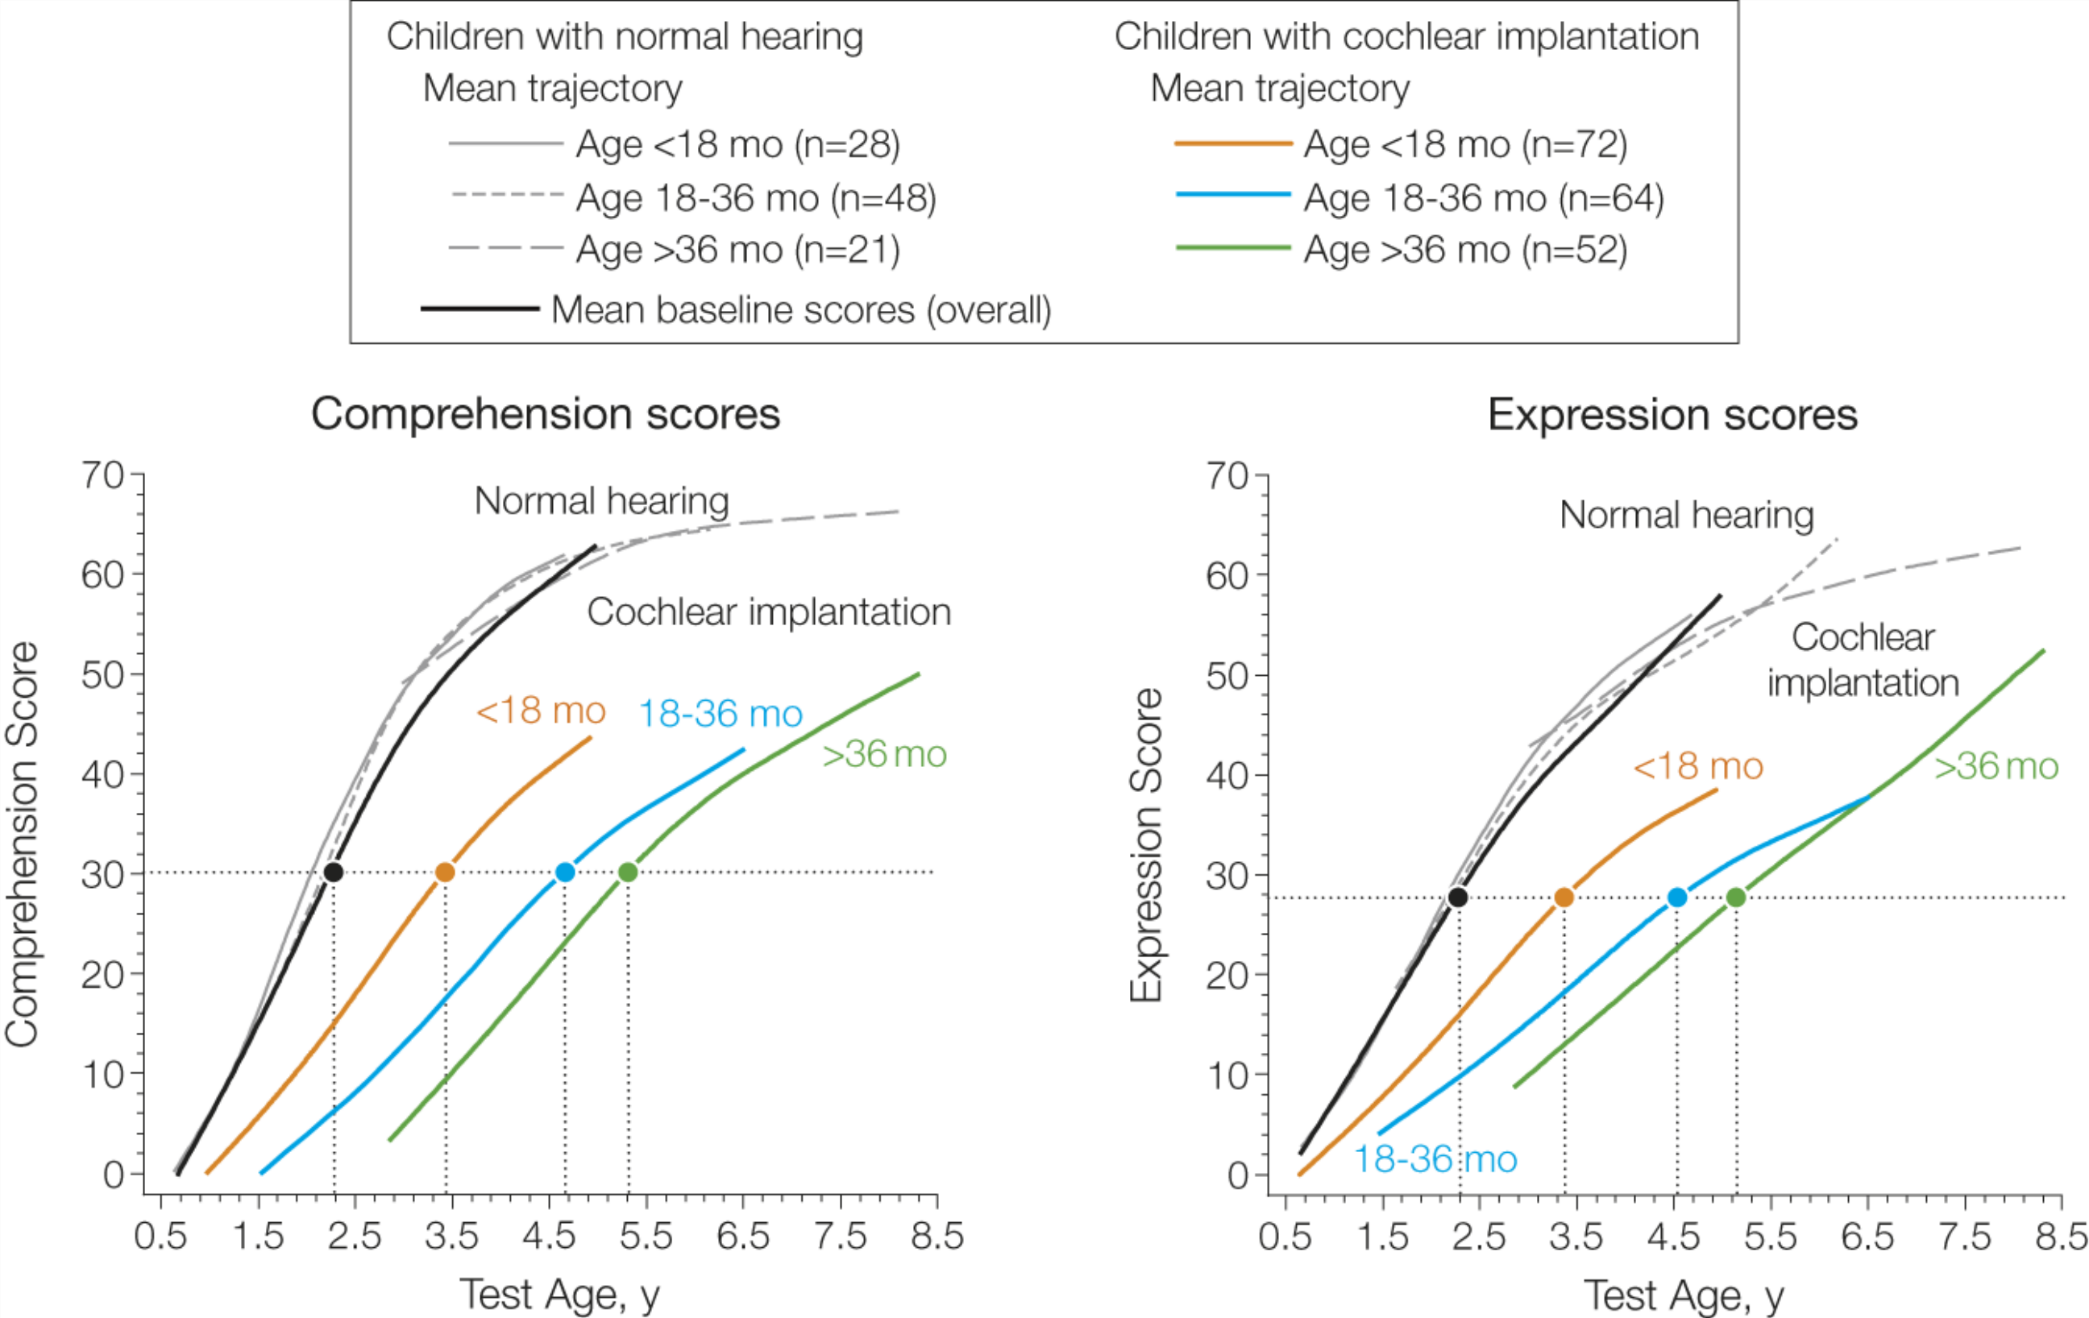 Children with normal hearing
Mean trajectory
Age <18 mo (n=28)
Age 18-36 mo (n=48)
Age >36 mo (n=21)
Mean baseline scores (overall)
Children with cochlear implantation
Mean trajectory
Age <18 mo (n=72)
Age 18-36 mo (n=64)
Age >36 mo (n=52)
Comprehension scores
Comprehension Score
70
60
50
40
30
20
10
0
Normal hearing
Cochlear implantation
<18 mo
18-36 mo
>36 mo
0.5 1.5 2.5 3.5 4.5 5.5 6.5 7.5 8.5
Test Age, y
Expression scores
Expression Score
70
60
50
40
30
20
10
0
Normal hearing
Cochlear
implantation
<18 mo
>36 mo
18-36 mo
0.5 1.5 2.5 3.5 4.5 5.5 6.5 7.5 8.5
Test Age, y